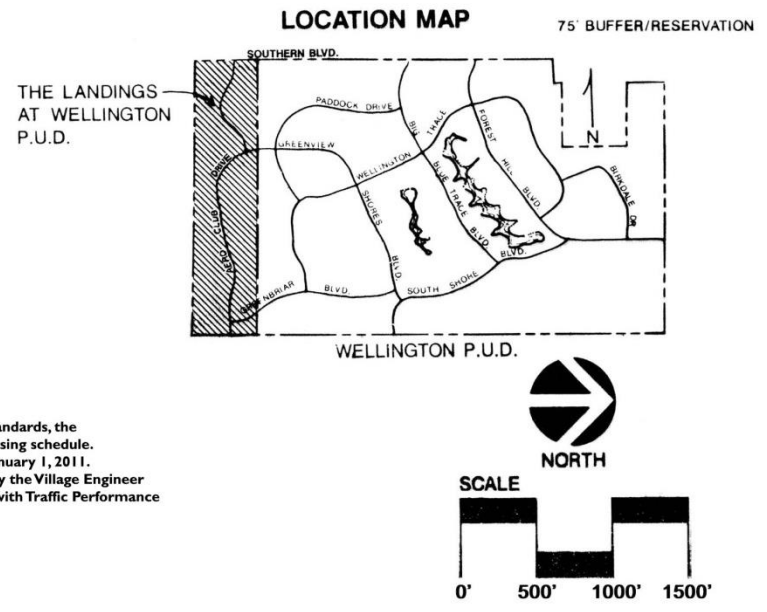 LOCATION MAP
75' BUFFER/RESERVATION
SOUTHERN BLVD.
THE LANDINGS
AT WELLINGTON
P.U.D.
PADDOCK DRIVE
BIG
TRACE
FOREST
HILL
BLVD.
N
GREENVIEW
WELLINGTON
BLUE TRACE
BLVD.
BIRKDALE
DR
AERO CLUB DRIVE
SHORES
BLVD.
GREENBRIAR
BLVD.
SOUTH SHORE
BLVD.
WELLINGTON P.U.D.
andards, the
sing schedule.
nuary 1, 2011.
y the Village Engineer
with Traffic Performance
NORTH
SCALE
0' 500' 1000' 1500'